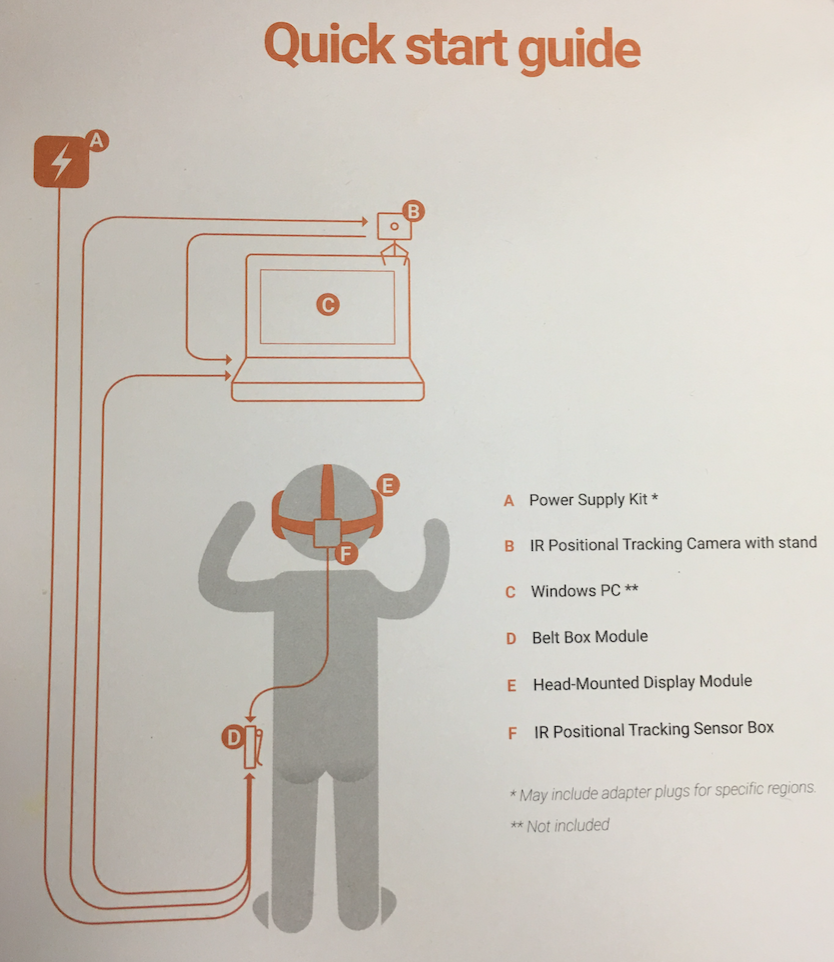 Quick start guide
A
B
C
E
F
D
A Power Supply Kit *
B IR Positional Tracking Camera with stand
C Windows PC **
D Belt Box Module
E Head-Mounted Display Module
F IR Positional Tracking Sensor Box
* May include adapter plugs for specific regions.
** Not included